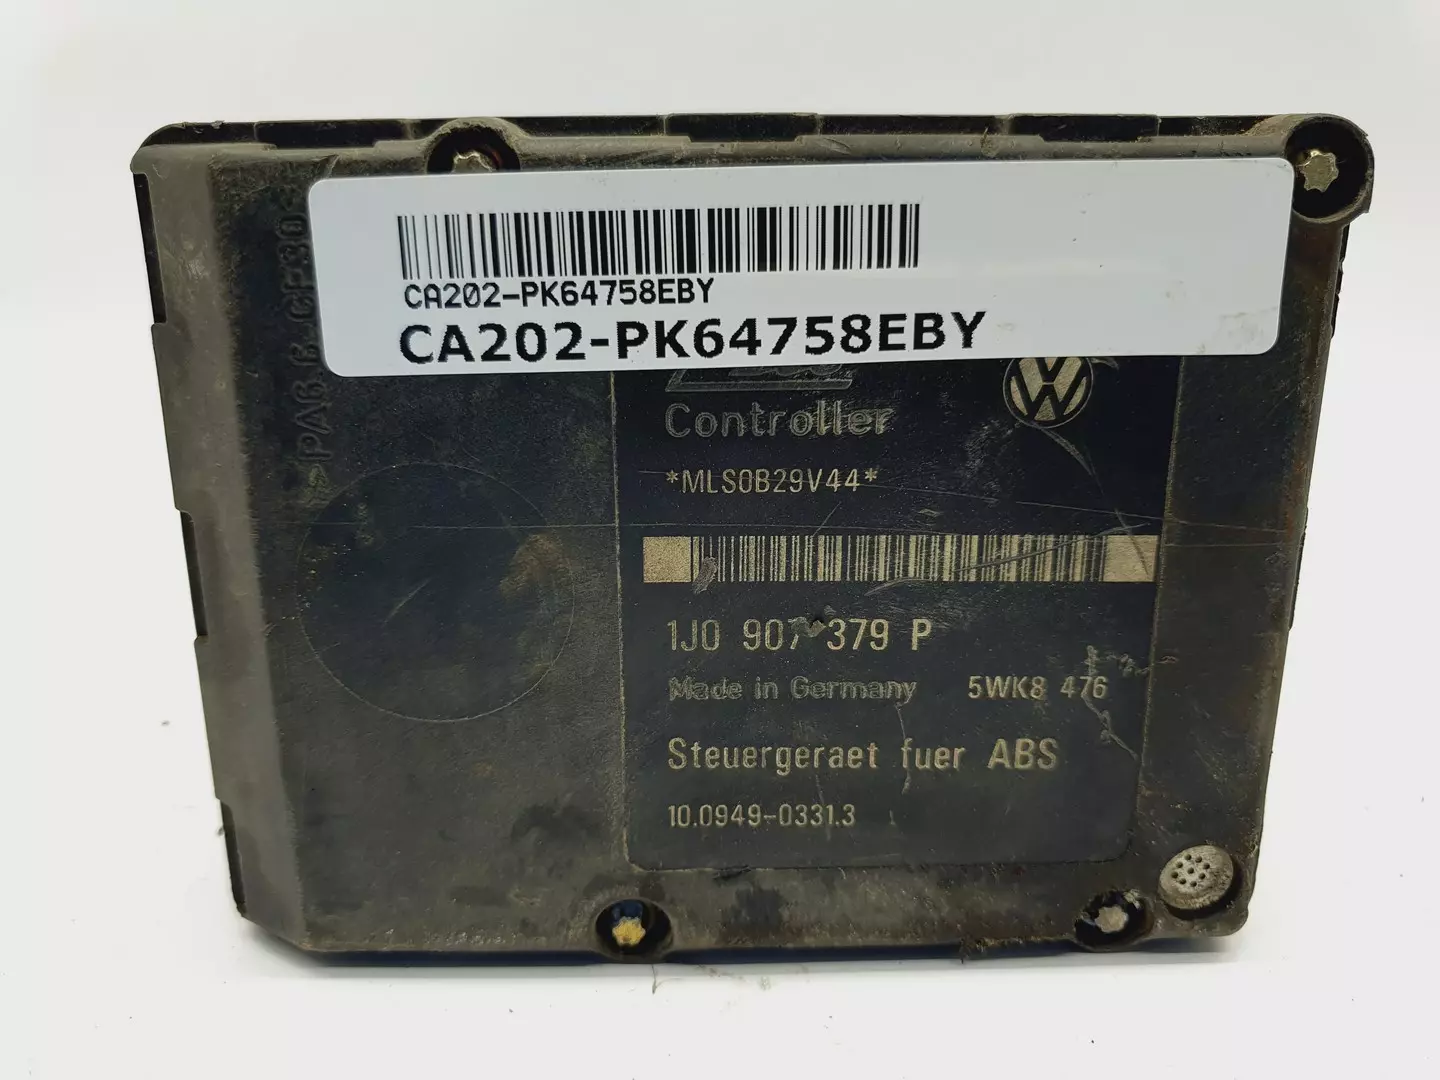 CA202-PK64758EBY
CA202-PK64758EBY
Controller
*MLS0B29V44*
1J0 907 379 P
Made in Germany 5WK8 476
Steuergeraet fuer ABS
10.0949-0331.3